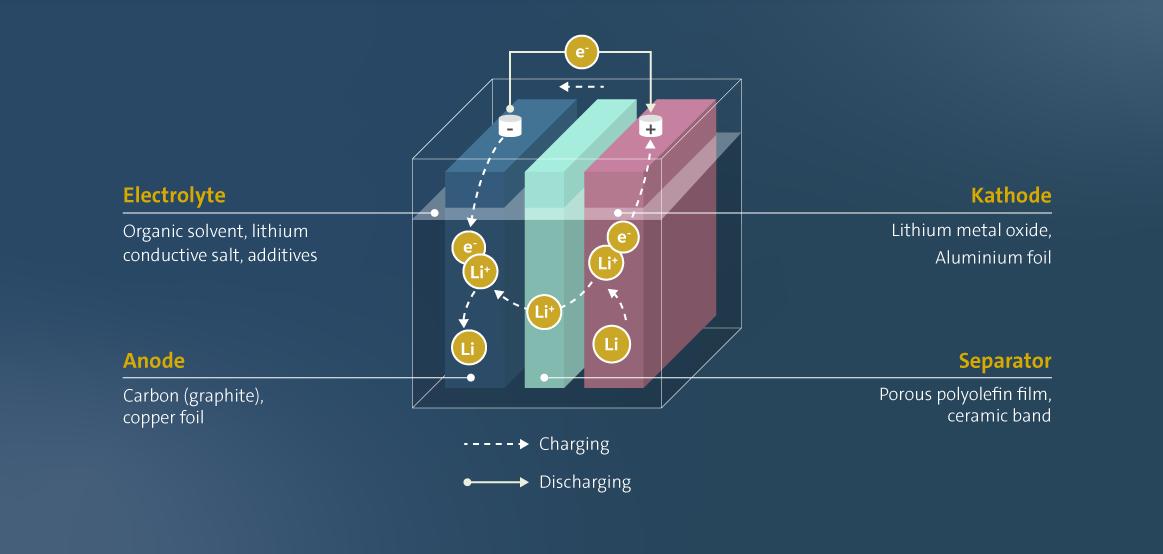 e-
-
+
Electrolyte
Organic solvent, lithium
conductive salt, additives
Kathode
Lithium metal oxide,
Aluminium foil
e-
Li+
e-
Li+
Li+
Li
Li
Anode
Carbon (graphite),
copper foil
Separator
Porous polyolefin film,
ceramic band
Charging
Discharging